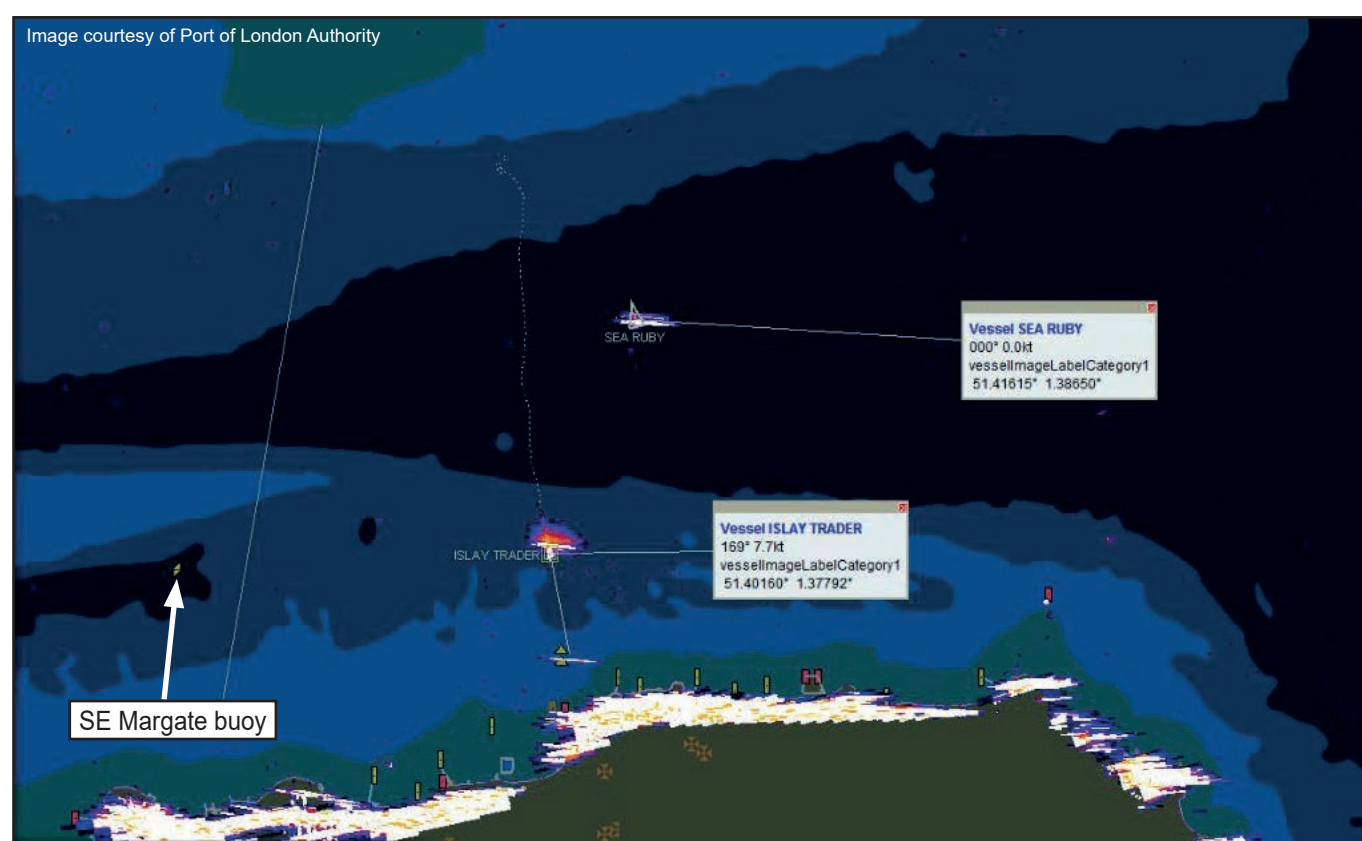 Image courtesy of Port of London Authority
SEA RUBY
Vessel SEA RUBY
000° 0.0kt
vesselImageLabelCategory1
51.41615° 1.38650°
ISLAY TRADER
Vessel ISLAY TRADER
169° 7.7kt
vesselImageLabelCategory1
51.40160° 1.37792°
SE Margate buoy